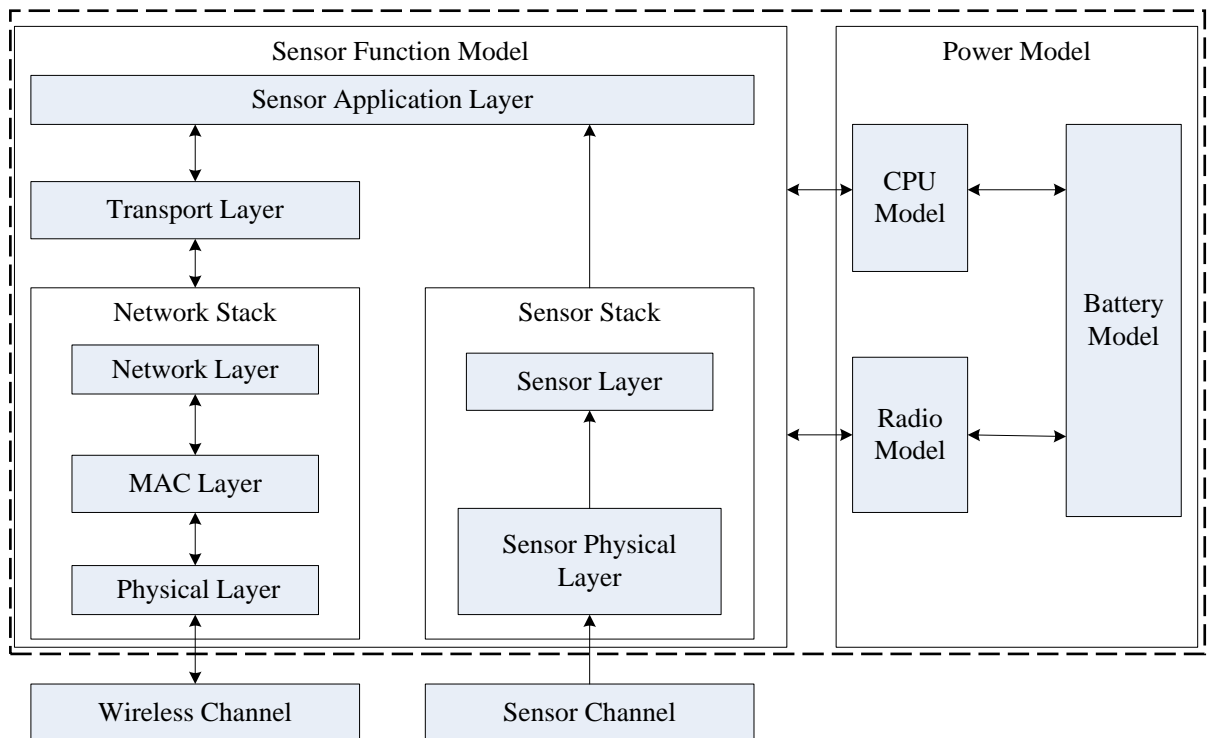 Sensor Function Model
Sensor Application Layer
Transport Layer
Network Stack
Network Layer
MAC Layer
Physical Layer
Sensor Stack
Sensor Layer
Sensor Physical
Layer
Power Model
CPU
Model
Radio
Model
Battery
Model
Wireless Channel
Sensor Channel